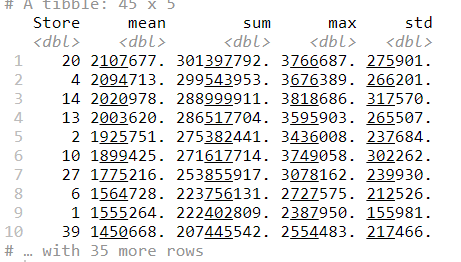 # A tibble: 45 x 5
Store mean sum max std
<dbl> <dbl> <dbl> <dbl> <dbl>
1 20 2107677. 301397792. 3766687. 275901.
2 4 2094713. 299543953. 3676389. 266201.
3 14 2020978. 288999911. 3818686. 317570.
4 13 2003620. 286517704. 3595903. 265507.
5 2 1925751. 275382441. 3436008. 237684.
6 10 1899425. 271617714. 3749058. 302262.
7 27 1775216. 253855917. 3078162. 239930.
8 6 1564728. 223756131. 2727575. 212526.
9 1 1555264. 222402809. 2387950. 155981.
10 39 1450668. 207445542. 2554483. 217466.
# … with 35 more rows